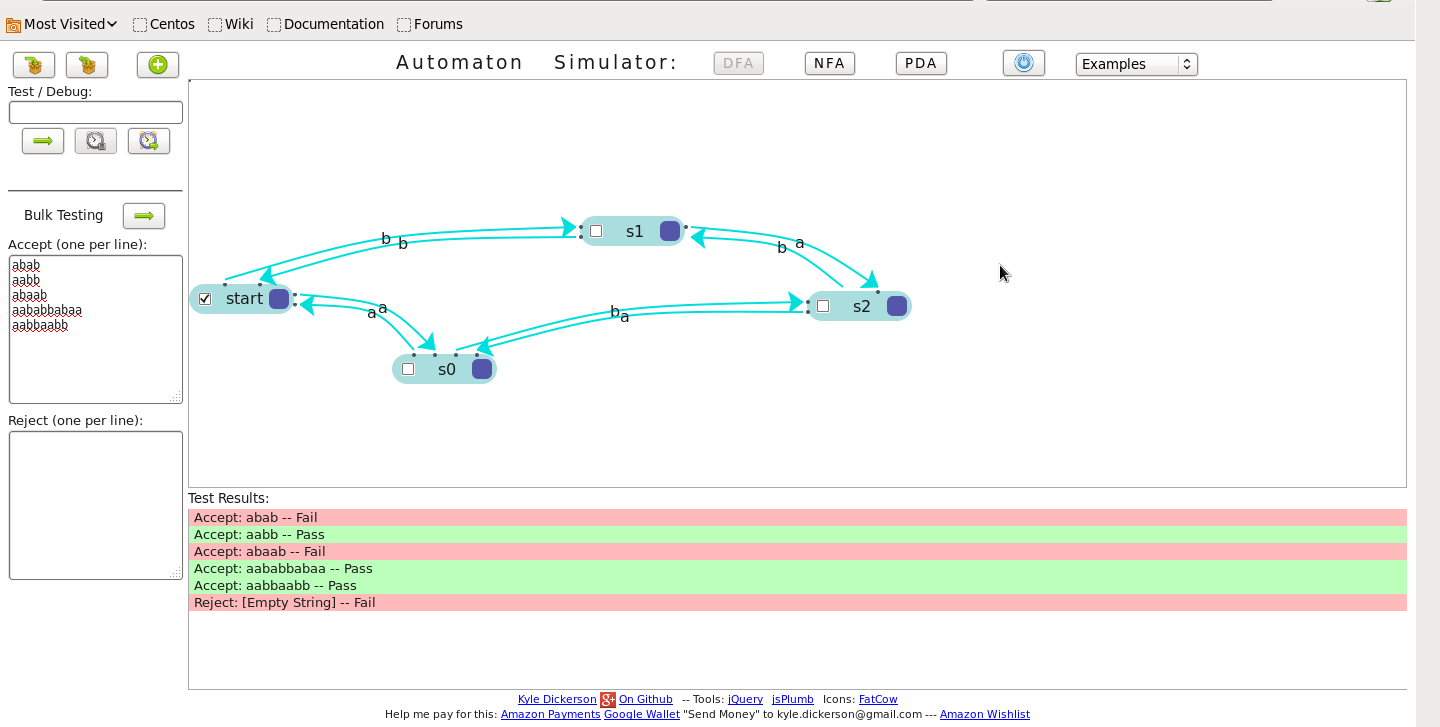 Most Visited Centos Wiki Documentation Forums
Automaton Simulator: DFA NFA PDA Examples
Test / Debug:
Bulk Testing
Accept (one per line):
abab
aabb
abaab
aababbabaa
aabbaabb
Reject (one per line):
b b
s1
b a
start
a a
b a
s2
s0
Test Results:
Accept: abab -- Fail
Accept: aabb -- Pass
Accept: abaab -- Fail
Accept: aababbabaa -- Pass
Accept: aabbaabb -- Pass
Reject: [Empty String] -- Fail
Kyle Dickerson g+ On Github -- Tools: jQuery jsPlumb Icons: FatCow
Help me pay for this: Amazon Payments Google Wallet "Send Money" to kyle.dickerson@gmail.com --- Amazon Wishlist